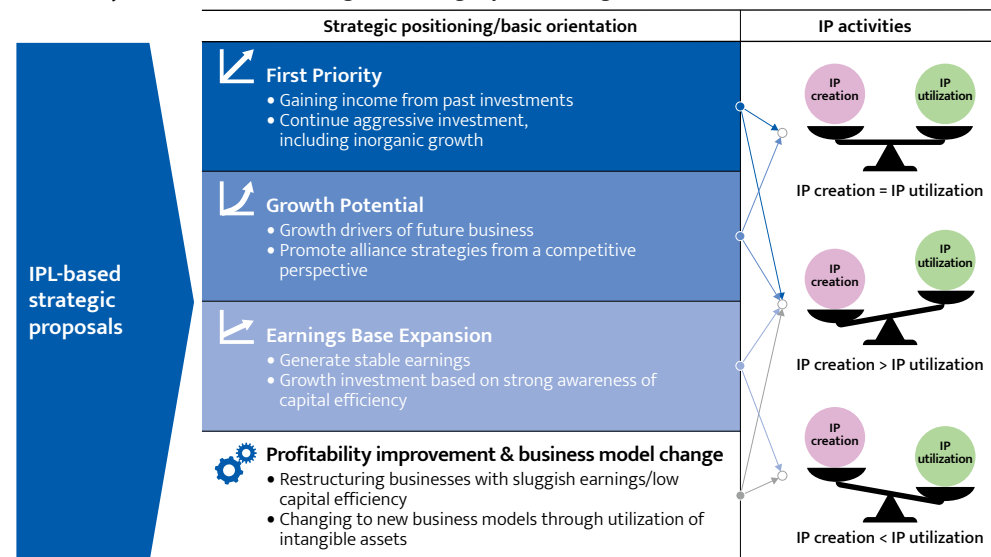 Strategic positioning/basic orientation
IP activities
IPL-based
strategic
proposals
First Priority
• Gaining income from past investments
• Continue aggressive investment,
including inorganic growth
Growth Potential
• Growth drivers of future business
• Promote alliance strategies from a competitive
perspective
Earnings Base Expansion
• Generate stable earnings
• Growth investment based on strong awareness of
capital efficiency
Profitability improvement & business model change
• Restructuring businesses with sluggish earnings/low
capital efficiency
• Changing to new business models through utilization of
intangible assets
IP
creation
IP
utilization
IP creation = IP utilization
IP
creation
IP
utilization
IP creation > IP utilization
IP
creation
IP
utilization
IP creation < IP utilization